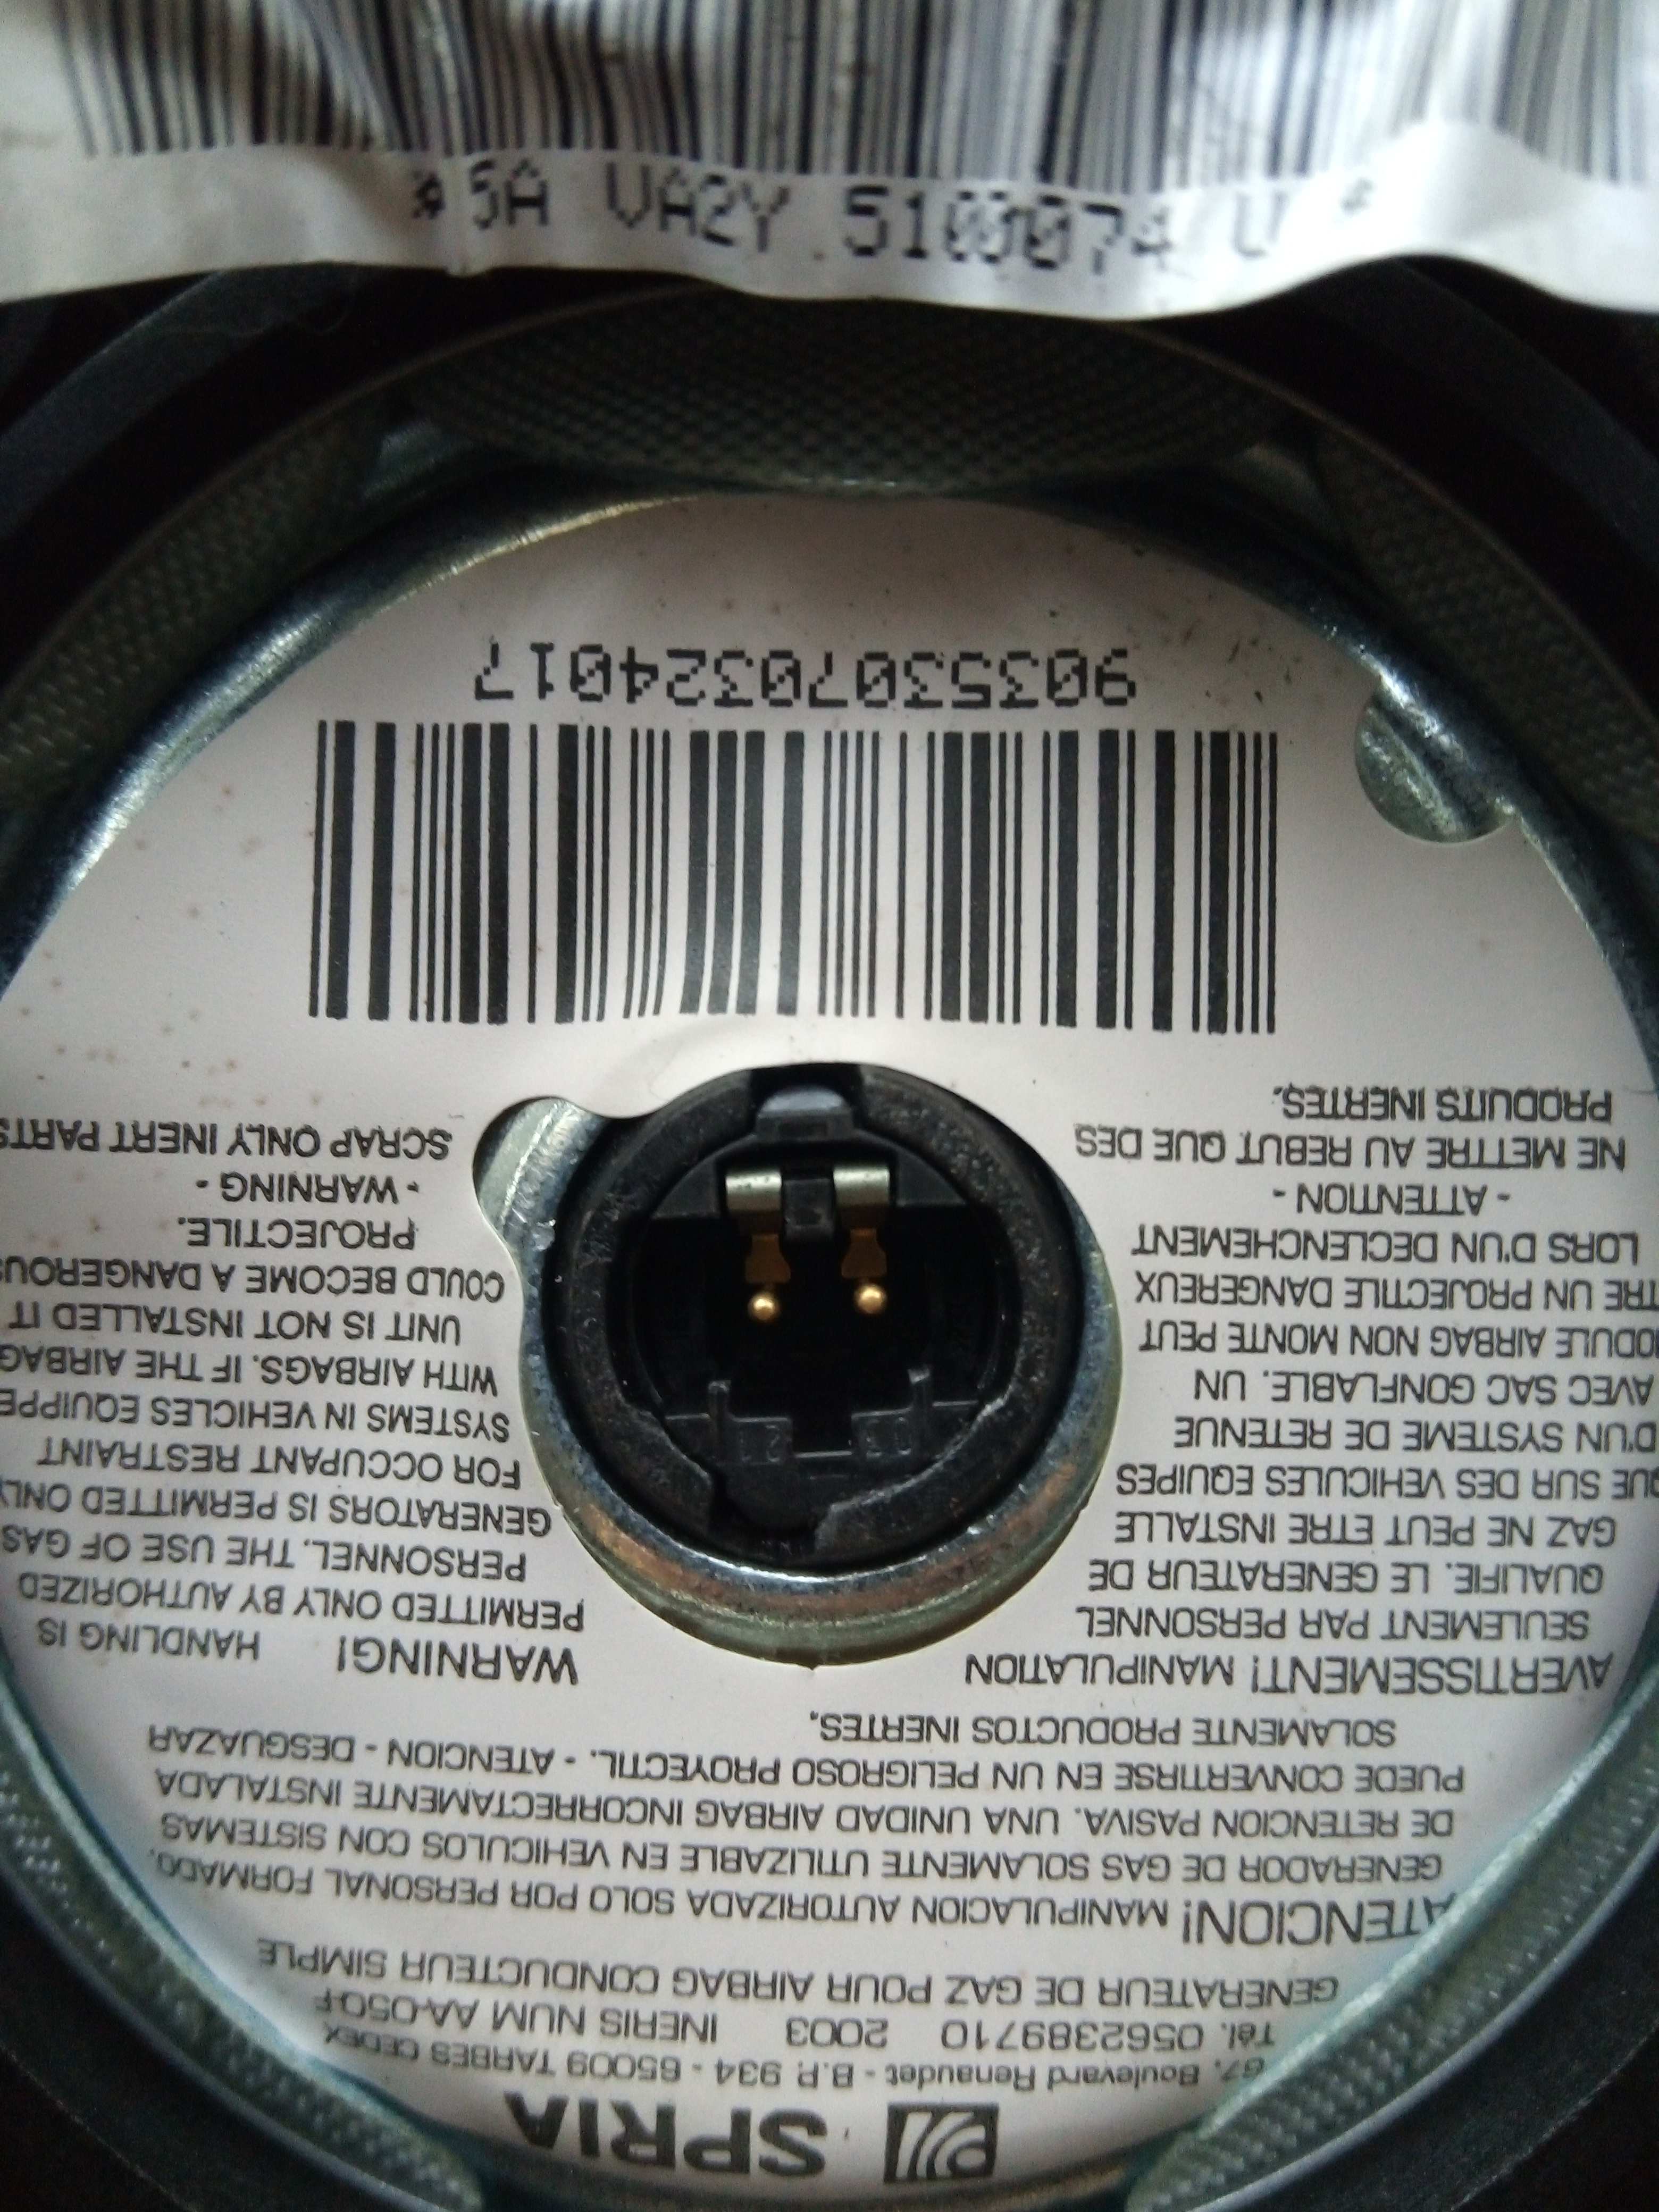 *5A VA2Y 5100074 U *
SPRIA
67, Boulevard Renaudet - B.P. 934 - 65009 TARBES CEDEX
Tél. 0562389710 2003 INERIS NUM AA-050-F
GENERATEUR DE GAZ POUR AIRBAG CONDUCTEUR SIMPLE
ATENCION! MANIPULACION AUTORIZADA SOLO POR PERSONAL FORMADO.
GENERADOR DE GAS SOLAMENTE UTILIZABLE EN VEHICULOS CON SISTEMAS
DE RETENCION PASIVA. UNA UNIDAD AIRBAG INCORRECTAMENTE INSTALADA
PUEDE CONVERTIRSE EN UN PELIGROSO PROYECTIL. - ATENCION - DESGUAZAR
SOLAMENTE PRODUCTOS INERTES.
AVERTISSEMENT! MANIPULATION
SEULEMENT PAR PERSONNEL
QUALIFIE. LE GENERATEUR DE
GAZ NE PEUT ETRE INSTALLE
QUE SUR DES VEHICULES EQUIPES
D'UN SYSTEME DE RETENUE
AVEC SAC GONFLABLE. UN
ODULE AIRBAG NON MONTE PEUT
TRE UN PROJECTILE DANGEREUX
LORS D'UN DECLENCHEMENT
- ATTENTION -
NE METTRE AU REBUT QUE DES
PRODUITS INERTES.
WARNING! HANDLING IS
PERMITTED ONLY BY AUTHORIZED
PERSONNEL. THE USE OF GAS
GENERATORS IS PERMITTED ONLY
FOR OCCUPANT RESTRAINT
SYSTEMS IN VEHICLES EQUIPPE
WITH AIRBAGS. IF THE AIRBAG
UNIT IS NOT INSTALLED IT
COULD BECOME A DANGEROUS
PROJECTILE.
- WARNING -
SCRAP ONLY INERT PARTS
903553070324017